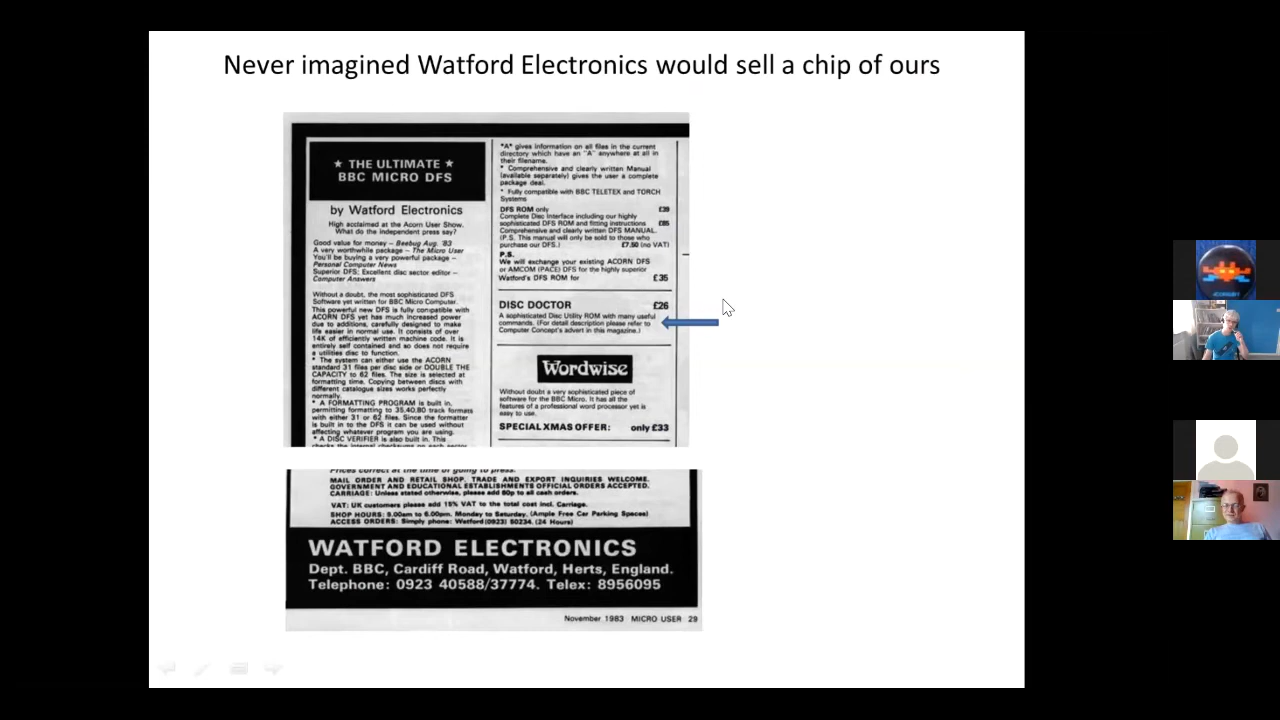 Never imagined Watford Electronics would sell a chip of ours
★ THE ULTIMATE ★
BBC MICRO DFS
by Watford Electronics
High acclaimed at the Acorn User Show.
What do the independent press say?
Good value for money – Beebug Aug. '83
A very worthwhile package – The Micro User
You'll be buying a very powerful package –
Personal Computer News
Superior DFS: Excellent disc sector editor –
Computer Answers
Without a doubt, the most sophisticated DFS
Software yet written for BBC Micro Computer.
This powerful new DFS is fully compatible with
ACORN DFS yet has much increased power
due to additions, carefully designed to make
life easier in normal use. It consists of over
14K of efficiently written machine code. It is
entirely self contained and so does not require
a utilities disc to function.
* The system can either use the ACORN
standard 31 files per disc side or DOUBLE THE
CAPACITY to 62 files. The size is selected at
formatting time. Copying between discs with
different catalogue sizes works perfectly
normally.
* A FORMATTING PROGRAM is built in,
permitting formatting to 35,40,80 track formats
with either 31 or 62 files. Since the formatter
is built in to the DFS it can be used without
affecting whatever program you are using.
* A DISC VERIFIER is also built in. This
checks the internal checksums on each sector
*A* gives information on all files in the current
directory which have an "A" anywhere at all in
their filename.
* Comprehensive and clearly written Manual
(available separately) gives the user a complete
package deal.
* Fully compatible with BBC TELETEX and TORCH
Systems
DFS ROM only £39
Complete Disc Interface including our highly
sophisticated DFS ROM and fitting instructions £85
Comprehensive and clearly written DFS MANUAL.
(P.S. This manual will only be sold to those who
purchase our DFS.) £7.50 (no VAT)
P.S.
We will exchange your existing ACORN DFS
or AMCOM (PACE) DFS for the highly superior
Watford's DFS ROM for £35
DISC DOCTOR £26
A sophisticated Disc Utility ROM with many useful
commands. (For detail description please refer to
Computer Concept's advert in this magazine.)
Wordwise
Without doubt a very sophisticated piece of
software for the BBC Micro. It has all the
features of a professional word processor yet is
easy to use.
SPECIAL XMAS OFFER: only £33
Prices correct at the time of going to press.
MAIL ORDER AND RETAIL SHOP. TRADE AND EXPORT INQUIRIES WELCOME.
GOVERNMENT AND EDUCATIONAL ESTABLISHMENTS OFFICIAL ORDERS ACCEPTED.
CARRIAGE: Unless stated otherwise, please add 60p to all cash orders.
VAT: UK customers please add 15% VAT to the total cost incl. Carriage.
SHOP HOURS: 9.00am to 6.00pm. Monday to Saturday. (Ample Free Car Parking Spaces)
ACCESS ORDERS: Simply phone: Watford (0923) 50234. (24 Hours)
WATFORD ELECTRONICS
Dept. BBC, Cardiff Road, Watford, Herts, England.
Telephone: 0923 40588/37774. Telex: 8956095
November 1983 MICRO USER 29